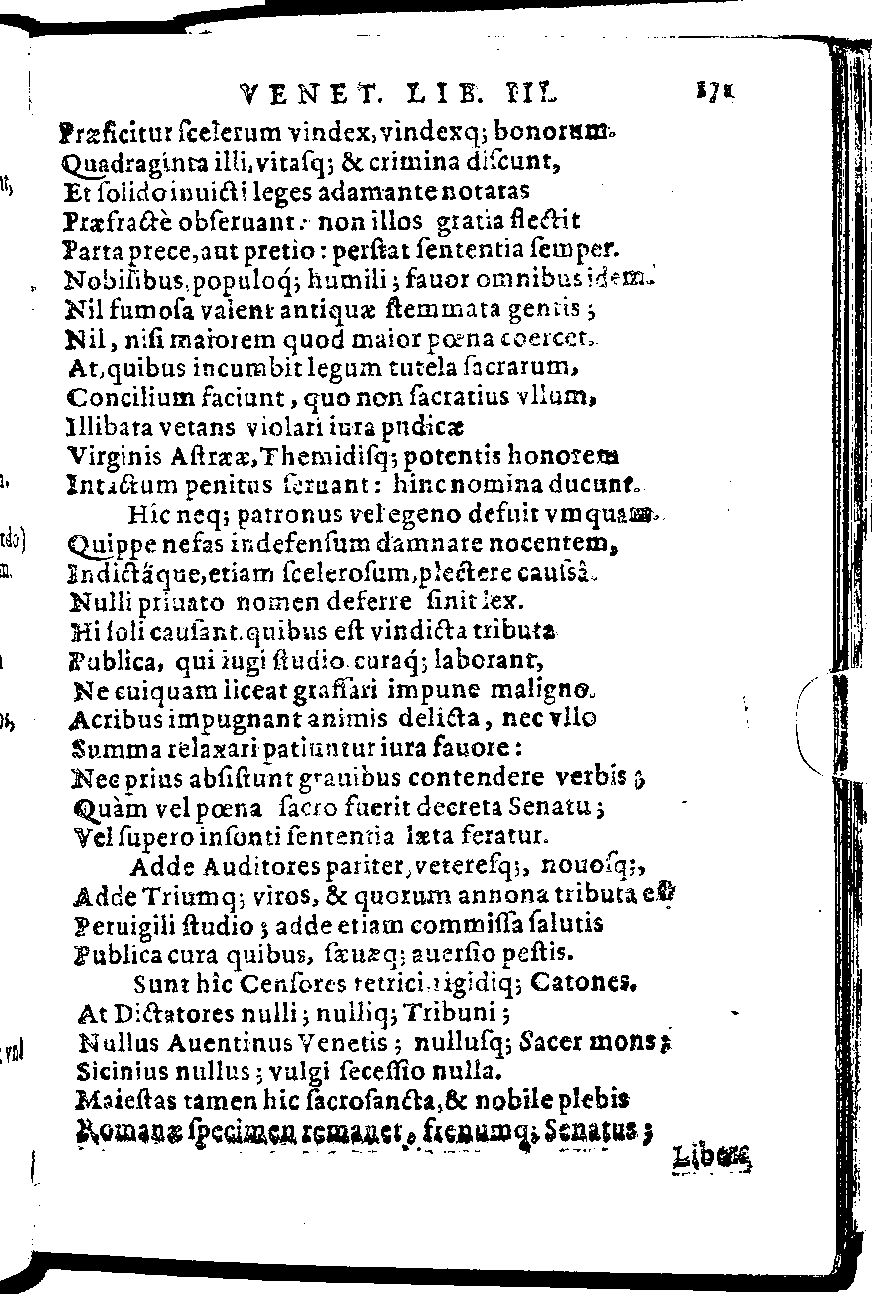 VENET. LIB. III. 171
Præficitur ſcelerum vindex, vindexq; bonorum.
Quadraginta illi, vitaſq; & crimina diſcunt,
Et ſolido inuicti leges adamante notatas
Præfractè obſeruant: non illos gratia flectit
Parta prece, aut pretio: perſtat ſententia ſemper.
Nobilibus, populoq́; humili; fauor omnibus idem.
Nil fumoſa valent antiquæ ſtemmata gentis;
Nil, niſi maiorem quod maior pœna coercet.
At, quibus incumbit legum tutela ſacrarum,
Concilium faciunt, quo non ſacratius vllum,
Illibata vetans violari iura pudicæ
Virginis Aſtrææ, Themidiſq; potentis honorem
Intactum penitus ſeruant: hinc nomina ducunt.
Hic neq; patronus vel egeno defuit vmquam.
Quippe nefas indefenſum damnare nocentem,
Indictâque, etiam ſceleroſum, plectere cauſsâ.
Nulli priuato nomen deferre ſinit lex.
Hi ſoli cauſant. quibus eſt vindicta tributa
Publica, qui iugi ſtudio, curaq́; laborant,
Ne cuiquam liceat graſſari impune maligno.
Acribus impugnant animis delicta, nec vllo
Summa relaxari patiuntur iura fauore:
Nec prius abſiſtunt grauibus contendere verbis;
Quàm vel pœna ſacro fuerit decreta Senatu;
Vel ſupero inſonti ſententia læta feratur.
Adde Auditores pariter, vetereſq;, nouoſq;,
Adde Triumq; viros, & quorum annona tributa eſt
Peruigili ſtudio; adde etiam commiſſa ſalutis
Publica cura quibus, ſæuæq; auerſio peſtis.
Sunt hîc Cenſores tetrici, rigidiq; Catones.
At Dictatores nulli; nulliq; Tribuni;
Nullus Auentinus Venetis; nulluſq; Sacer mons;
Sicinius nullus; vulgi ſeceſſio nulla.
Maieſtas tamen hic ſacroſancta, & nobile plebis
Romanæ ſpecimen remanet, frenumq; Senatus;
Libera